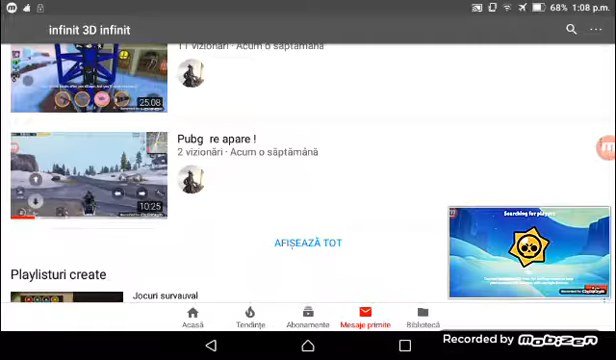 68% 1:08 p.m.
infinit 3D infinit
11 vizionări · Acum o săptămână
25:08
Pubg re apare !
2 vizionări · Acum o săptămână
10:25
Searching for players
AFIȘEAZĂ TOT
Playlisturi create
Jocuri survauval
Acasă
Tendințe
Abonamente
Mesaje primite
Bibliotecă
Recorded by mobizen